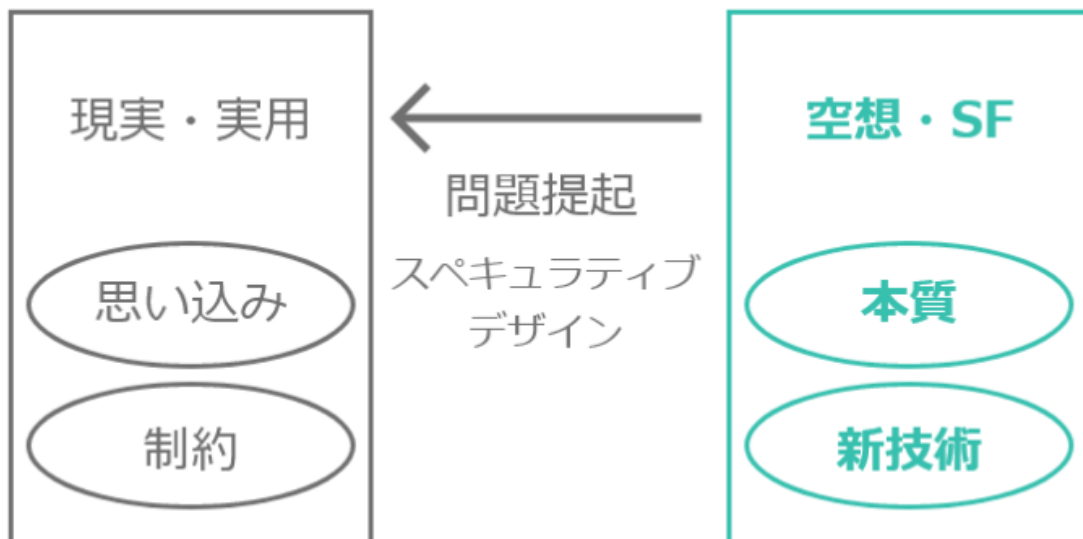 現実・実用
思い込み
制約
問題提起
スペキュラティブ
デザイン
空想・SF
本質
新技術